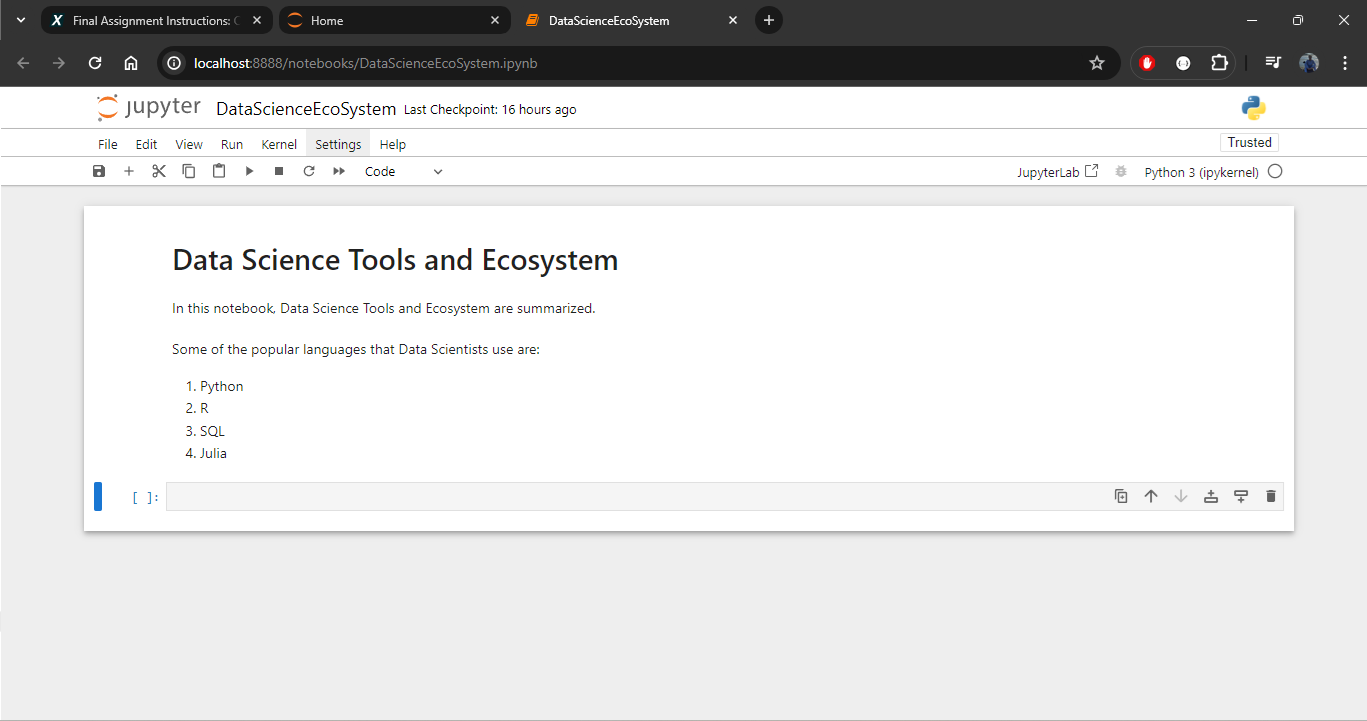 Final Assignment Instructions: C
Home
DataScienceEcoSystem
localhost:8888/notebooks/DataScienceEcoSystem.ipynb
jupyter DataScienceEcoSystem Last Checkpoint: 16 hours ago
File Edit View Run Kernel Settings Help Trusted
Code JupyterLab Python 3 (ipykernel)
Data Science Tools and Ecosystem
In this notebook, Data Science Tools and Ecosystem are summarized.
Some of the popular languages that Data Scientists use are:
1. Python
2. R
3. SQL
4. Julia
[ ]: